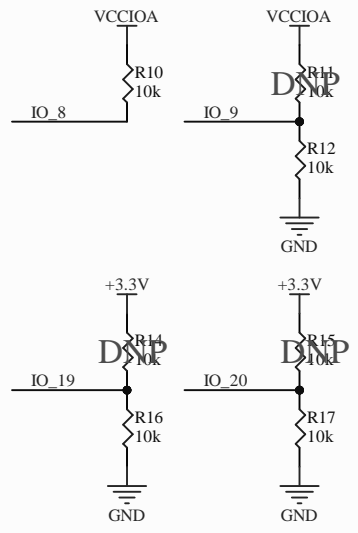 VCCIOA
R10
10k
IO_8
VCCIOA
R11
10k
DNP
IO_9
R12
10k
GND
+3.3V
R14
10k
DNP
IO_19
R16
10k
GND
+3.3V
R15
10k
DNP
IO_20
R17
10k
GND